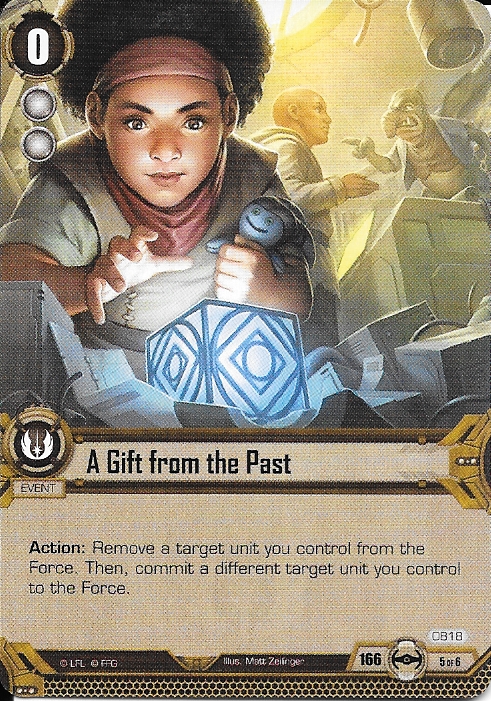 0
A Gift from the Past
EVENT
Action: Remove a target unit you control from the
Force. Then, commit a different target unit you control
to the Force.
0818
© LFL © FFG
Illus. Matt Zeilinger
166
5 OF 6